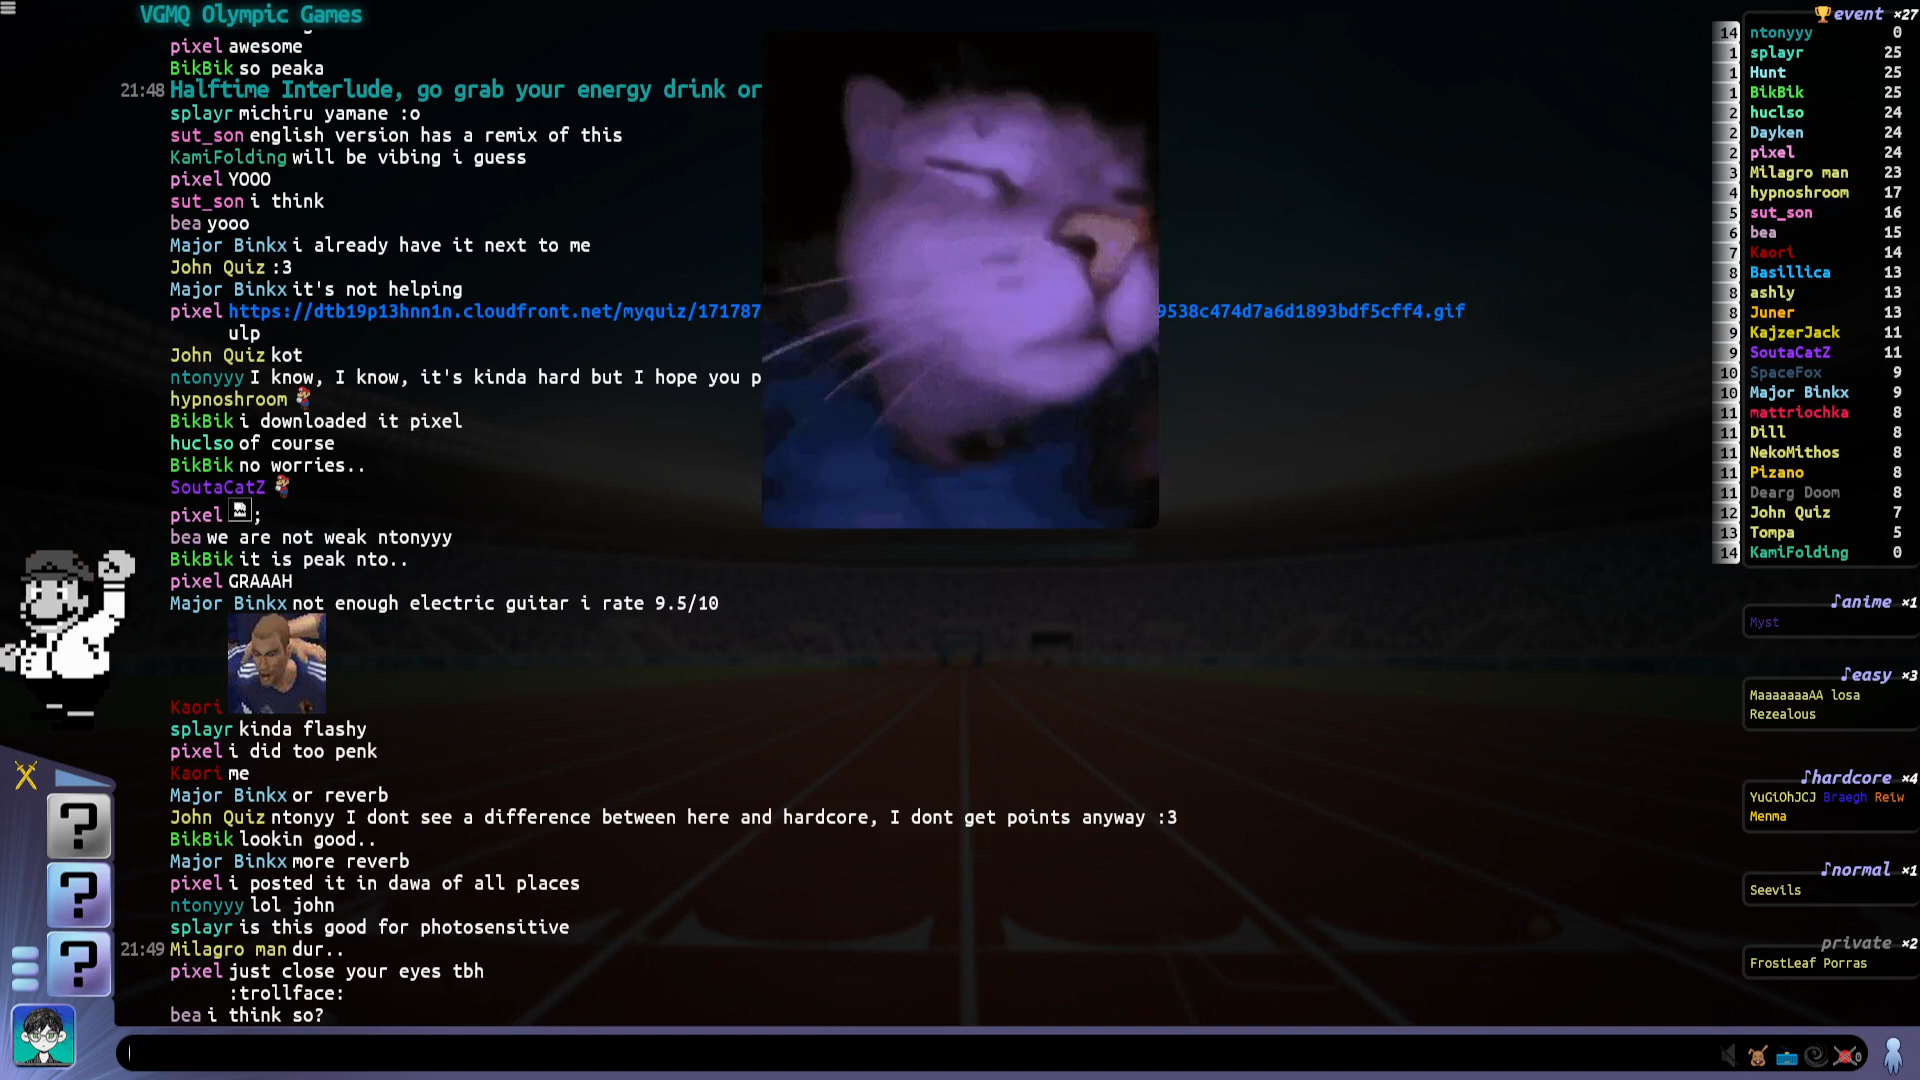 VGMQ Olympic Games
pixel awesome
BikBik so peaka
21:48 Halftime Interlude, go grab your energy drink or
splayr michiru yamane :o
sut_son english version has a remix of this
KamiFolding will be vibing i guess
pixel YOOO
sut_son i think
bea yooo
Major Binkx i already have it next to me
John Quiz :3
Major Binkx it's not helping
pixel https://dtb19p13hnn1n.cloudfront.net/myquiz/171787 9538c474d7a6d1893bdf5cff4.gif
ulp
John Quiz kot
ntonyyy I know, I know, it's kinda hard but I hope you p
hypnoshroom
BikBik i downloaded it pixel
huclso of course
BikBik no worries..
SoutaCatZ
pixel ;
bea we are not weak ntonyyy
BikBik it is peak nto..
pixel GRAAAH
Major Binkx not enough electric guitar i rate 9.5/10
Kaori
splayr kinda flashy
pixel i did too penk
Kaori me
Major Binkx or reverb
John Quiz ntonyy I dont see a difference between here and hardcore, I dont get points anyway :3
BikBik lookin good..
Major Binkx more reverb
pixel i posted it in dawa of all places
ntonyyy lol john
splayr is this good for photosensitive
21:49 Milagro man dur..
pixel just close your eyes tbh
:trollface:
bea i think so?
? 
?
?
event ×27
14 ntonyyy 0
1 splayr 25
1 Hunt 25
1 BikBik 25
2 huclso 24
2 Dayken 24
2 pixel 24
3 Milagro man 23
4 hypnoshroom 17
5 sut_son 16
6 bea 15
7 Kaori 14
8 Basillica 13
8 ashly 13
8 Juner 13
9 KajzerJack 11
9 SoutaCatZ 11
10 SpaceFox 9
10 Major Binkx 9
11 mattriochka 8
11 Dill 8
11 NekoMithos 8
11 Pizano 8
11 Dearg Doom 8
12 John Quiz 7
13 Tompa 5
14 KamiFolding 0
♪anime ×1
Myst
♪easy ×3
MaaaaaaaAA losa
Rezealous
♪hardcore ×4
YuGiOhJCJ Braegh Reiw
Menma
♪normal ×1
Seevils
private ×2
FrostLeaf Porras
0